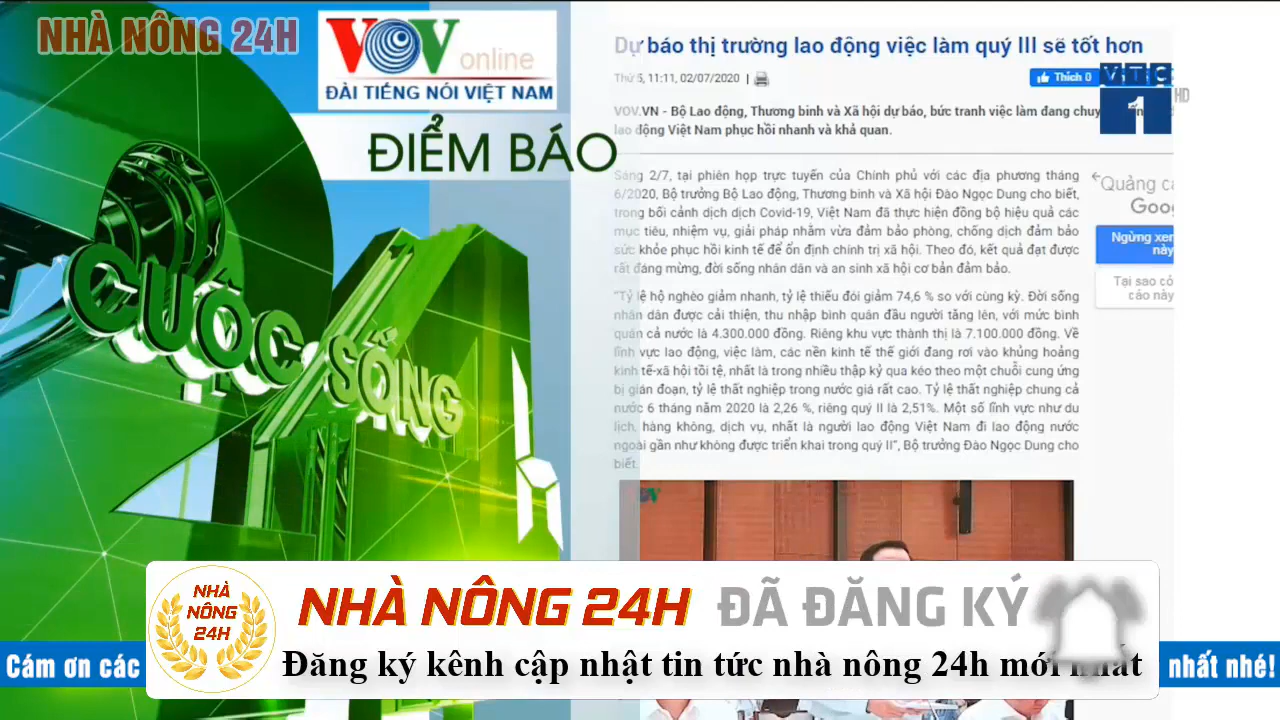 NHÀ NÔNG 24H
VOV online
ĐÀI TIẾNG NÓI VIỆT NAM
ĐIỂM BÁO
CUỘC SỐNG
24h
Dự báo thị trường lao động việc làm quý III sẽ tốt hơn
Thứ 5, 11:11, 02/07/2020
Thích 0
VTC
1
HD
VOV.VN - Bộ Lao động, Thương binh và Xã hội dự báo, bức tranh việc làm đang
lao động Việt Nam phục hồi nhanh và khả quan.
Sáng 2/7, tại phiên họp trực tuyến của Chính phủ với các địa phương tháng
6/2020, Bộ trưởng Bộ Lao động, Thương binh và Xã hội Đào Ngọc Dung cho biết,
trong bối cảnh dịch dịch Covid-19, Việt Nam đã thực hiện đồng bộ hiệu quả các
mục tiêu, nhiệm vụ, giải pháp nhằm vừa đảm bảo phòng, chống dịch đảm bảo
sức khỏe phục hồi kinh tế để ổn định chính trị xã hội. Theo đó, kết quả đạt được
rất đáng mừng, đời sống nhân dân và an sinh xã hội cơ bản đảm bảo.
"Tỷ lệ hộ nghèo giảm nhanh, tỷ lệ thiếu đói giảm 74,6 % so với cùng kỳ. Đời sống
nhân dân được cải thiện, thu nhập bình quân đầu người tăng lên, với mức bình
quân cả nước là 4.300.000 đồng. Riêng khu vực thành thị là 7.100.000 đồng. Về
lĩnh vực lao động, việc làm, các nền kinh tế thế giới đang rơi vào khủng hoảng
kinh tế-xã hội tồi tệ, nhất là trong nhiều thập kỷ qua kéo theo một chuỗi cung ứng
bị gián đoạn, tỷ lệ thất nghiệp trong nước giá rất cao. Tỷ lệ thất nghiệp chung cả
nước 6 tháng năm 2020 là 2,26 %, riêng quý II là 2,51%. Một số lĩnh vực như du
lịch, hàng không, dịch vụ, nhất là người lao động Việt Nam đi lao động nước
ngoài gần như không được triển khai trong quý II", Bộ trưởng Đào Ngọc Dung cho
biết.
Quảng
Ngừng
này
Tại sao có
cáo này
VOV
NHÀ
NÔNG
24H
NHÀ NÔNG 24H ĐÃ ĐĂNG KÝ
Đăng ký kênh cập nhật tin tức nhà nông 24h mới nhất
Cám ơn các
nhất nhé!